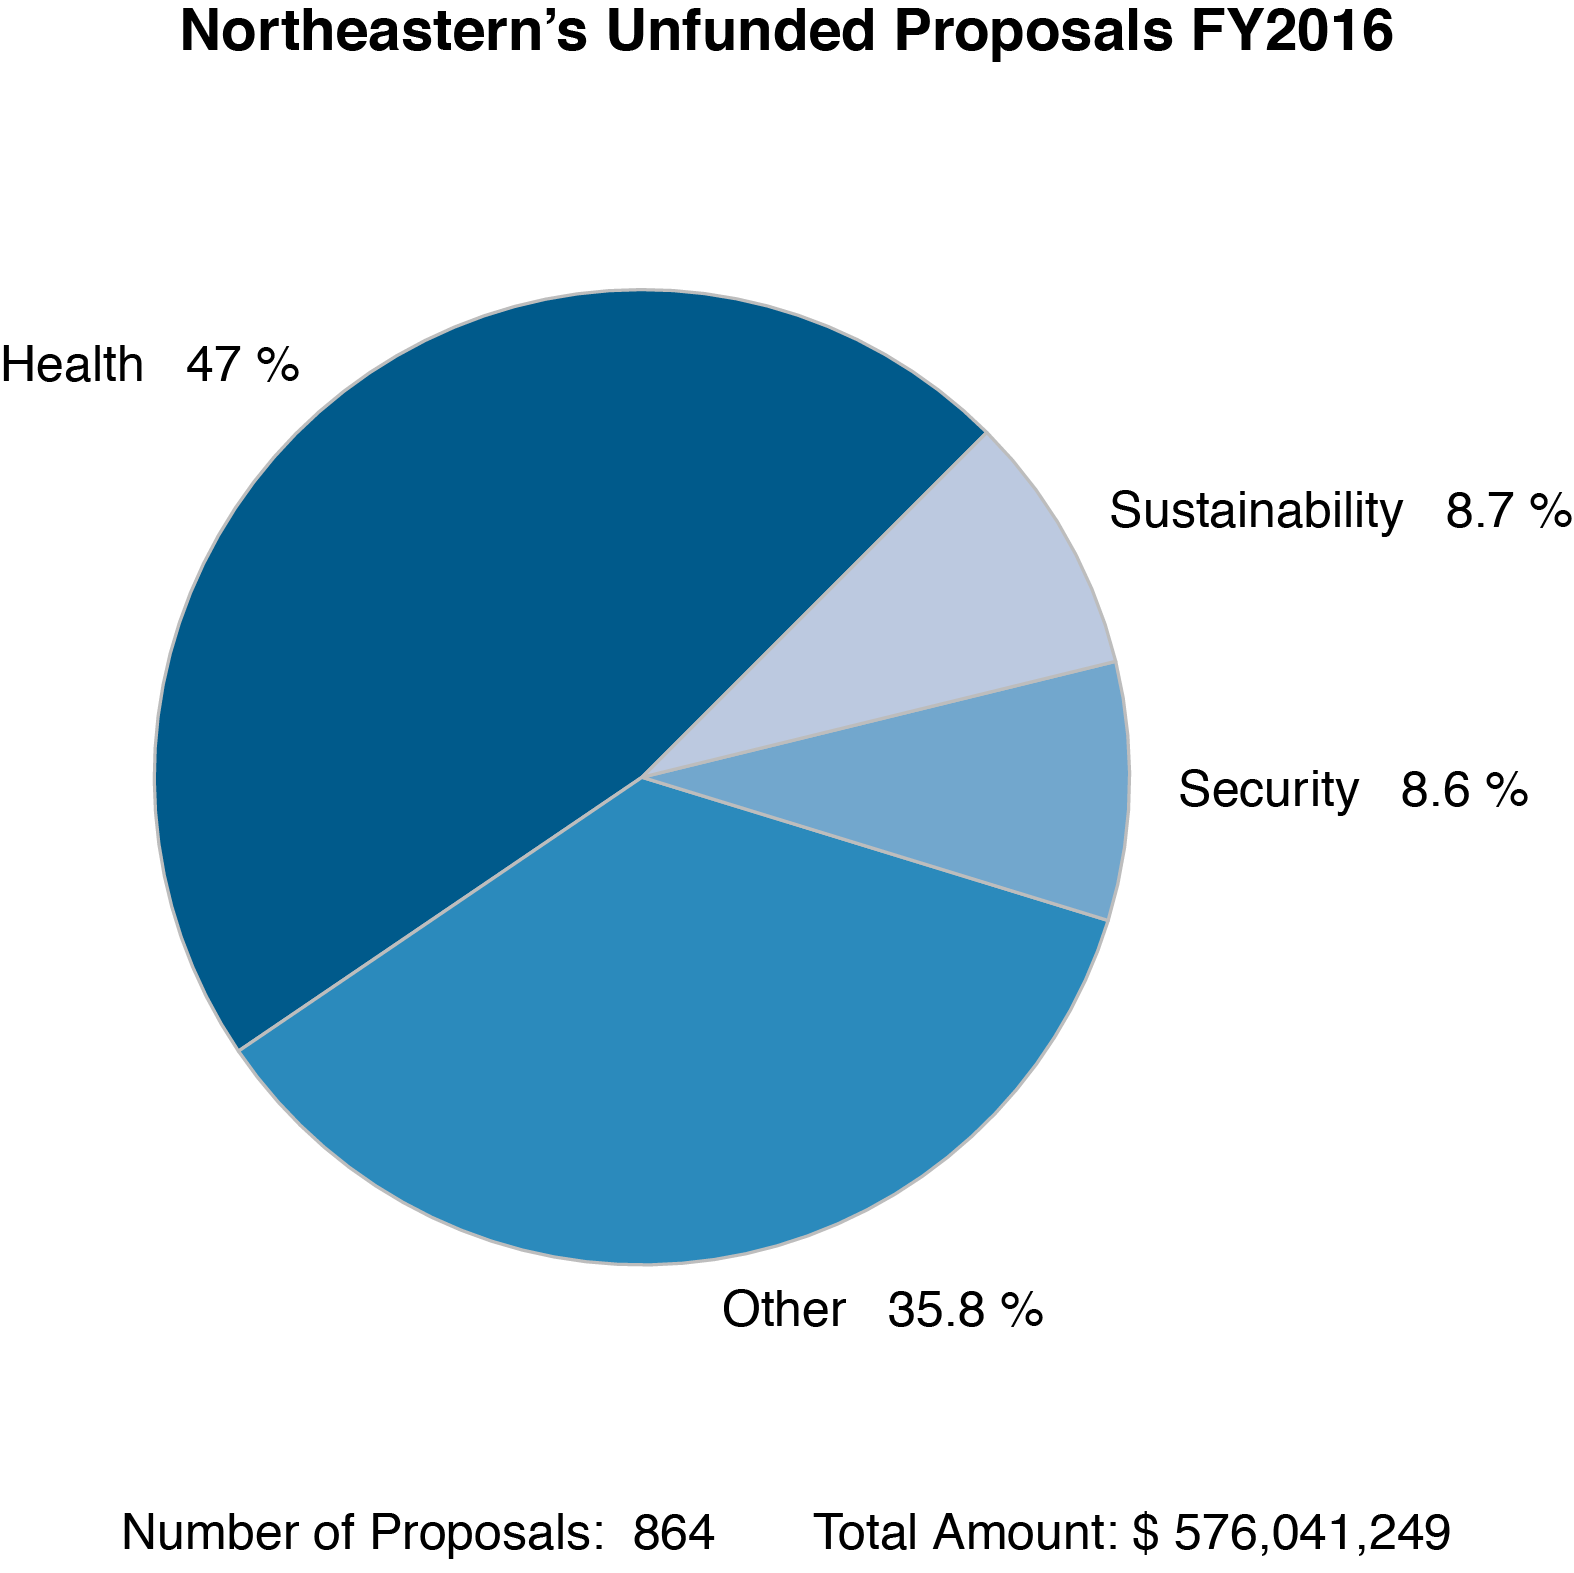 Northeastern’s Unfunded Proposals FY2016
Health 47 %
Sustainability 8.7 %
Security 8.6 %
Other 35.8 %
Number of Proposals: 864 Total Amount: $ 576,041,249